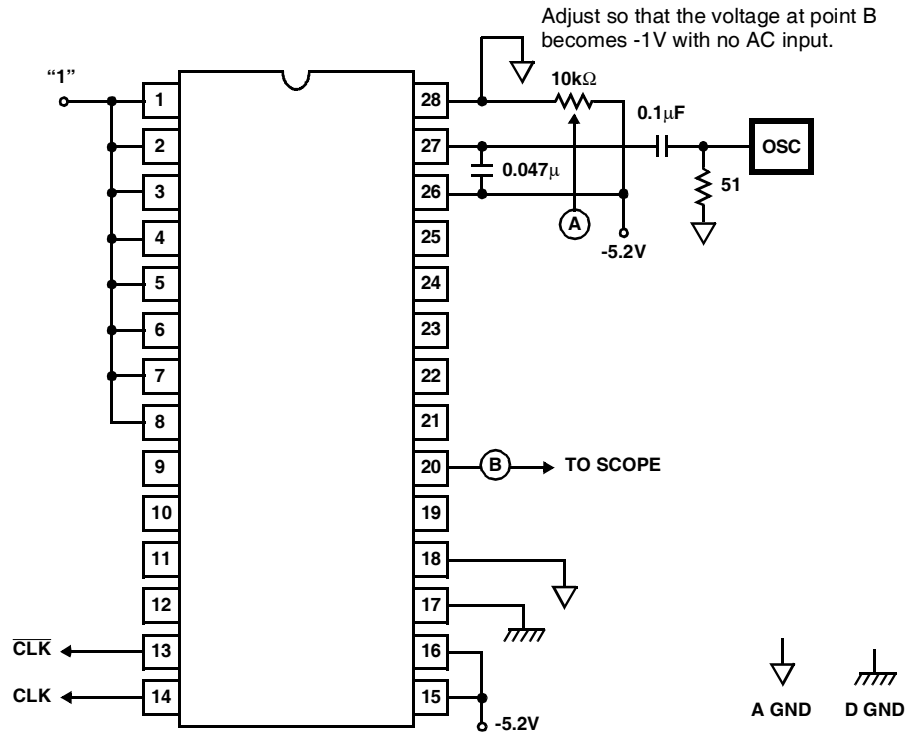 Adjust so that the voltage at point B
becomes -1V with no AC input.
“1”
10kΩ
0.1μF
OSC
0.047μ
51
A
-5.2V
1
2
3
4
5
6
7
8
9
10
11
12
13
14
28
27
26
25
24
23
22
21
20
19
18
17
16
15
B
TO SCOPE
CLK
CLK
-5.2V
A GND
D GND